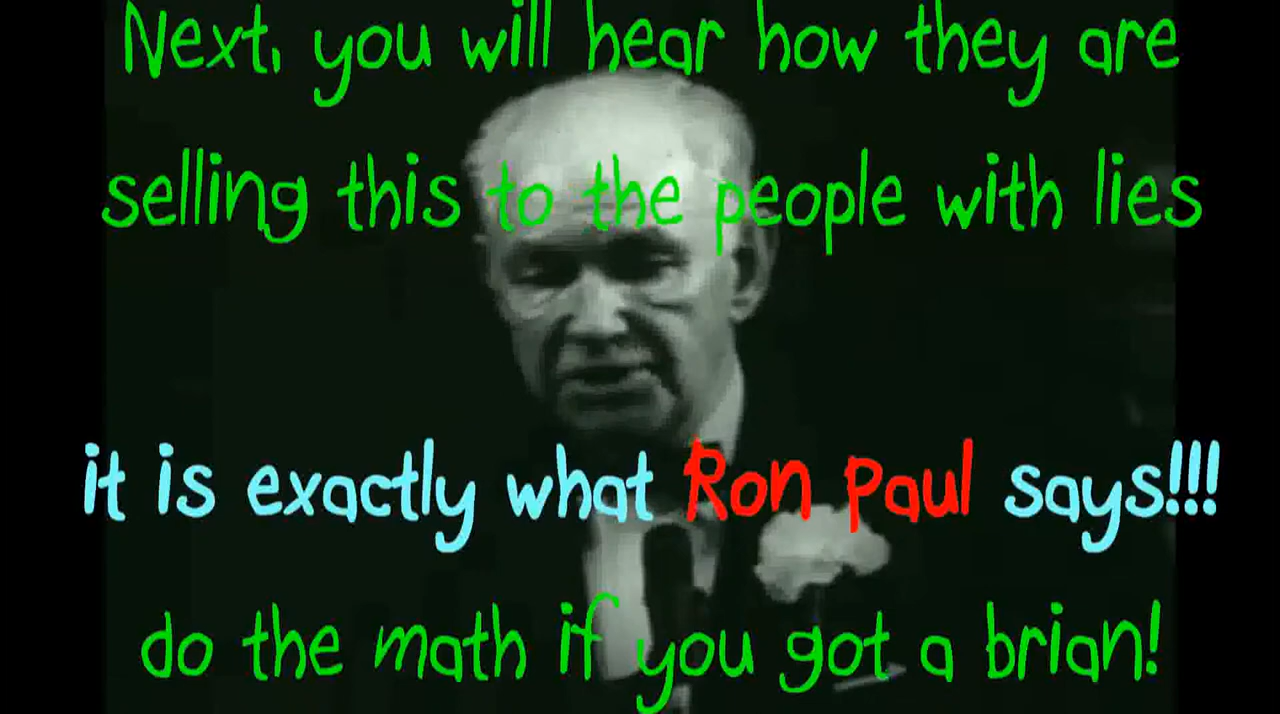 Next, you will hear how they are
selling this to the people with lies
it is exactly what Ron Paul says!!!
do the math if you got a brian!